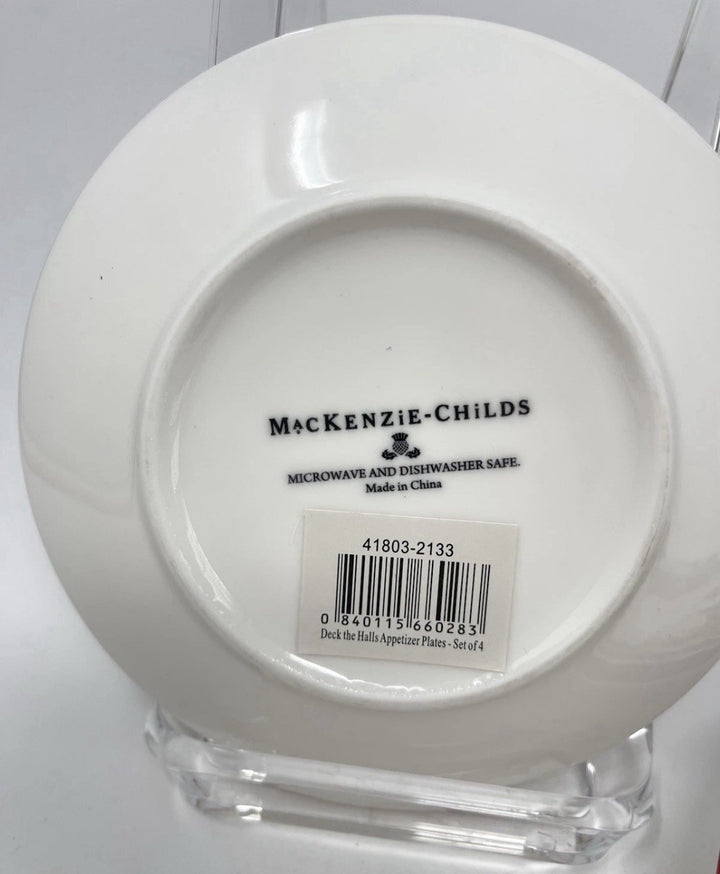 MACKENZiE-CHiLDS
MICROWAVE AND DISHWASHER SAFE.
Made in China
41803-2133
0 840115 660283
Deck the Halls Appetizer Plates - Set of 4